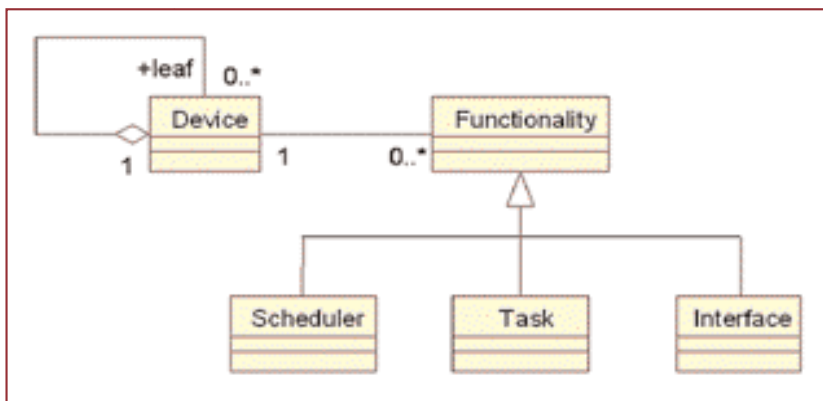 +leaf
0..*
Device
Functionality
1
1
0..*
Scheduler
Task
Interface